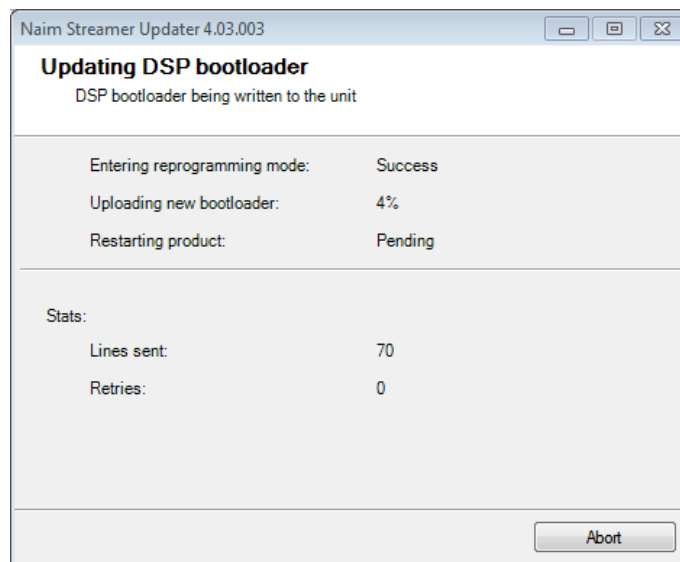 Naim Streamer Updater 4.03.003
Updating DSP bootloader
DSP bootloader being written to the unit
Entering reprogramming mode: Success
Uploading new bootloader: 4%
Restarting product: Pending
Stats:
Lines sent: 70
Retries: 0
Abort